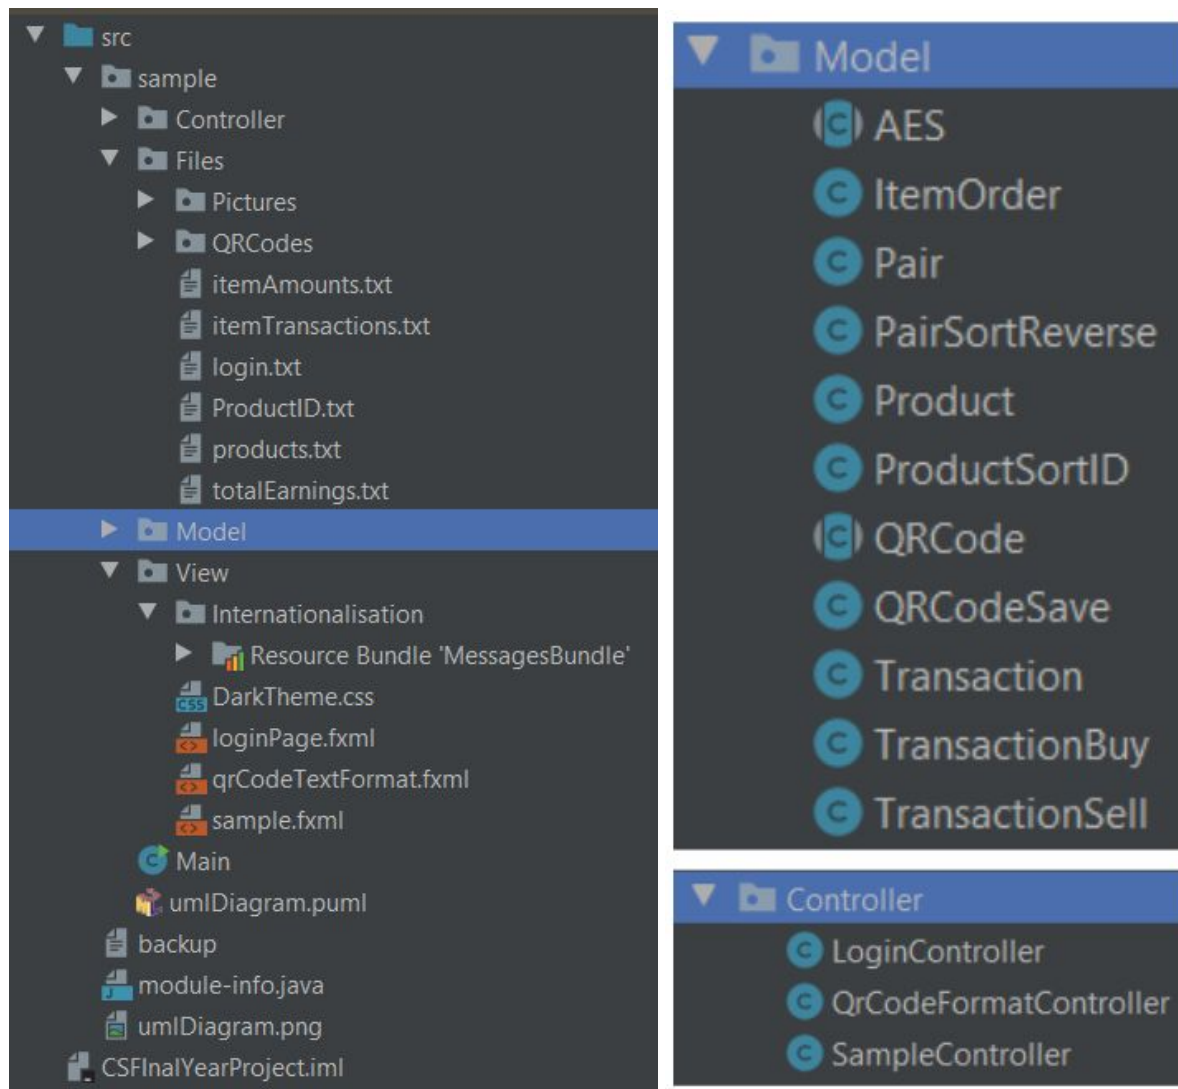 src
sample
Controller
Files
Pictures
QRCodes
itemAmounts.txt
itemTransactions.txt
login.txt
ProductID.txt
products.txt
totalEarnings.txt
Model
View
Internationalisation
Resource Bundle 'MessagesBundle'
DarkTheme.css
loginPage.fxml
qrCodeTextFormat.fxml
sample.fxml
Main
umlDiagram.puml
backup
module-info.java
umlDiagram.png
CSFInalYearProject.iml
Model
AES
ItemOrder
Pair
PairSortReverse
Product
ProductSortID
QRCode
QRCodeSave
Transaction
TransactionBuy
TransactionSell
Controller
LoginController
QrCodeFormatController
SampleController